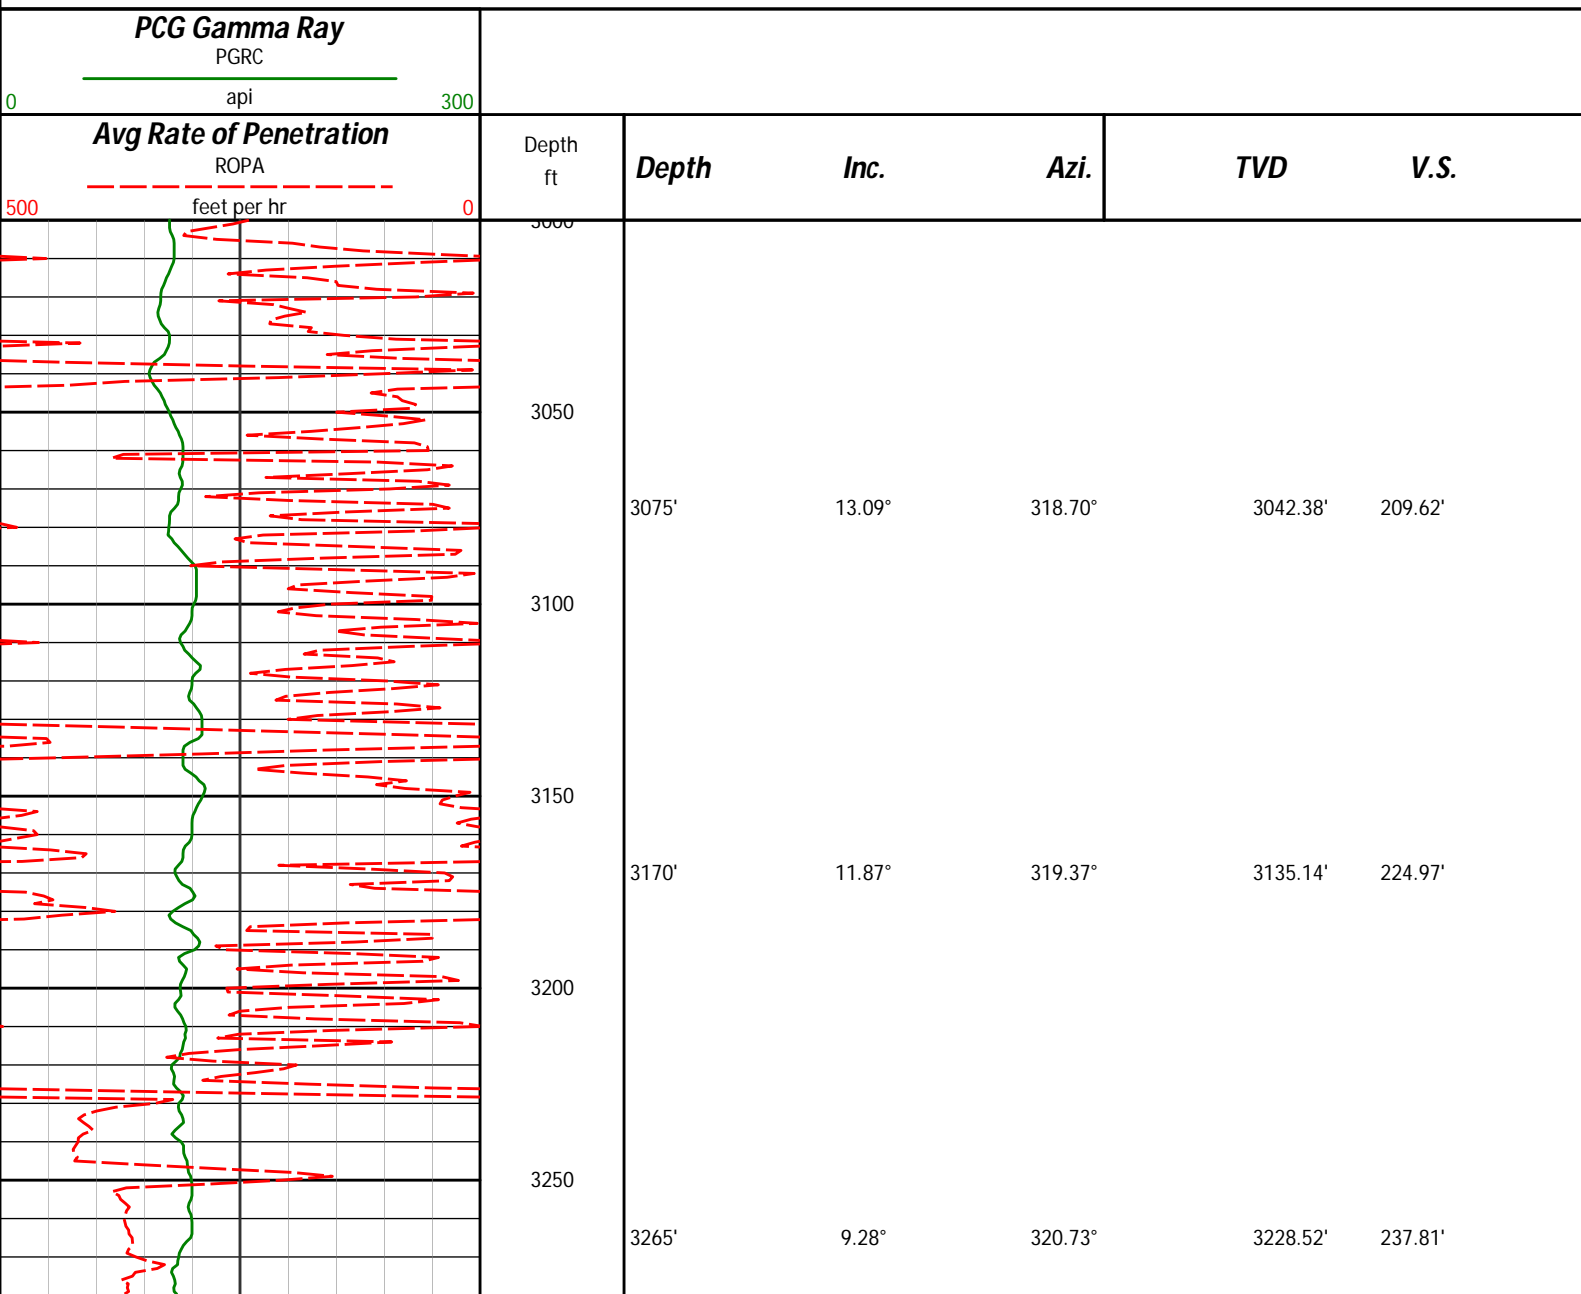 PCG Gamma Ray
PGRC
api
0 300
Avg Rate of Penetration
ROPA
feet per hr
500 0
Depth
ft
Depth Inc. Azi. TVD V.S.
3000
3050
3075' 13.09° 318.70° 3042.38' 209.62'
3100
3150
3170' 11.87° 319.37° 3135.14' 224.97'
3200
3250
3265' 9.28° 320.73° 3228.52' 237.81'